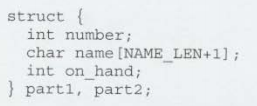 struct {
  int number;
  char name[NAME_LEN+1];
  int on_hand;
} part1, part2;